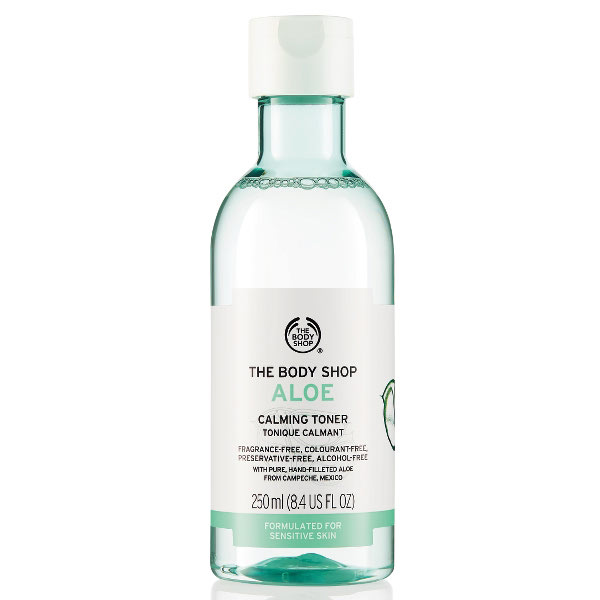 THE
BODY
SHOP
®
THE BODY SHOP
ALOE
CALMING TONER
TONIQUE CALMANT
FRAGRANCE-FREE, COLOURANT-FREE,
PRESERVATIVE-FREE, ALCOHOL-FREE
WITH PURE, HAND-FILLETED ALOE
FROM CAMPECHE, MEXICO
250 ml (8.4 US FL OZ)
FORMULATED FOR
SENSITIVE SKIN